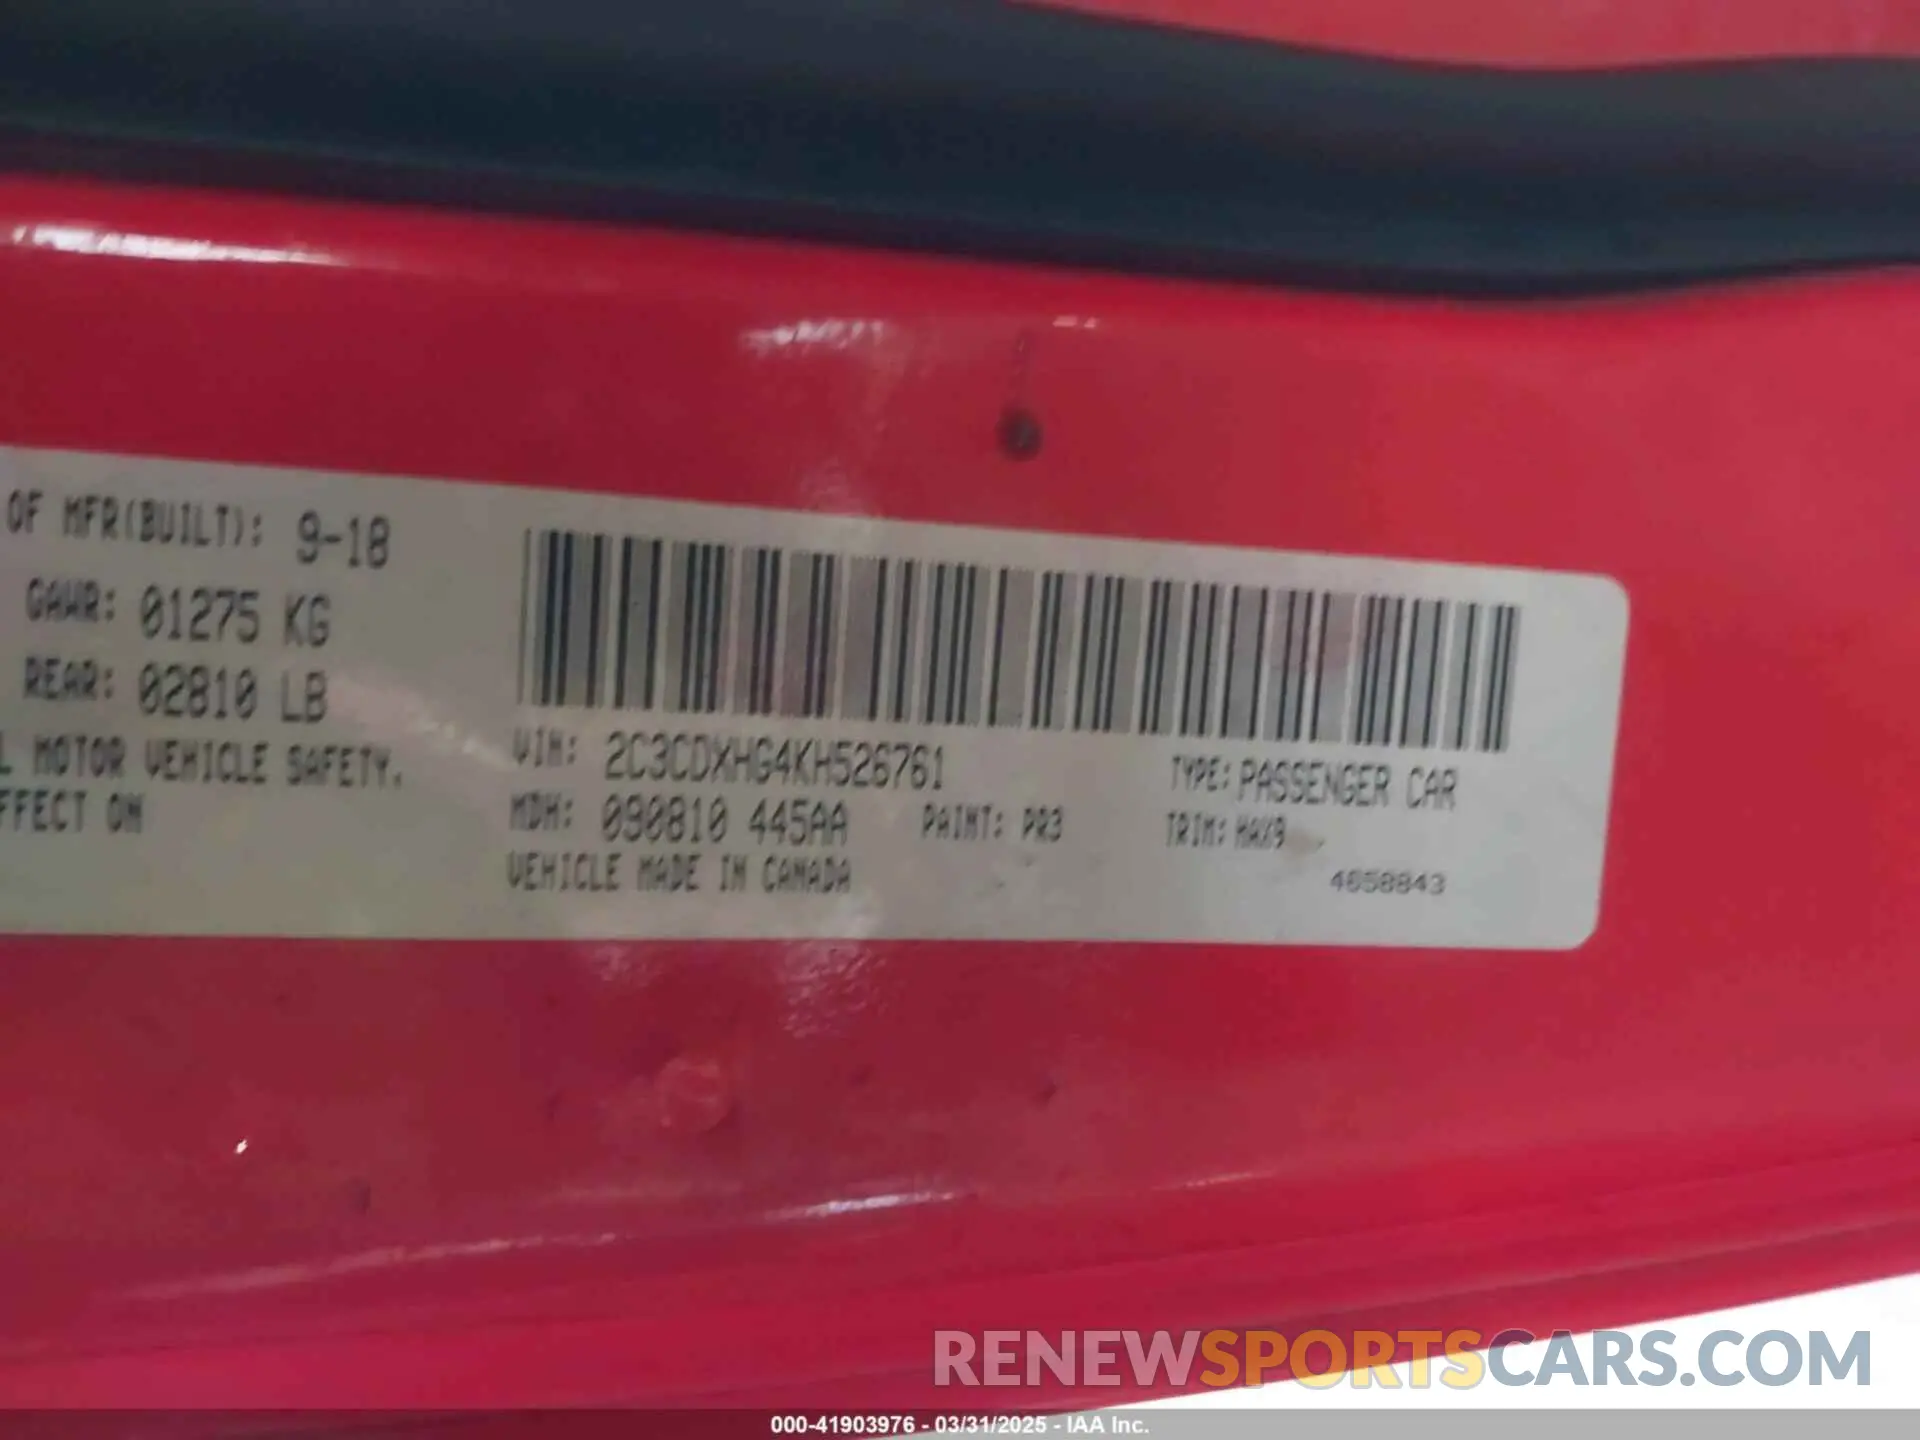 OF MFR(BUILT): 9-18
GAWR: 01275 KG
REAR: 02810 LB
L MOTOR VEHICLE SAFETY.
FFECT ON
VIN: 2C3CDXHG4KH526761
TYPE: PASSENGER CAR
MDH: 090810 445AA
PAINT: PR3
TRIM: HAX9
VEHICLE MADE IN CANADA
4658843
RENEWSPORTSCARS.COM
000-41903976 - 03/31/2025 - IAA Inc.